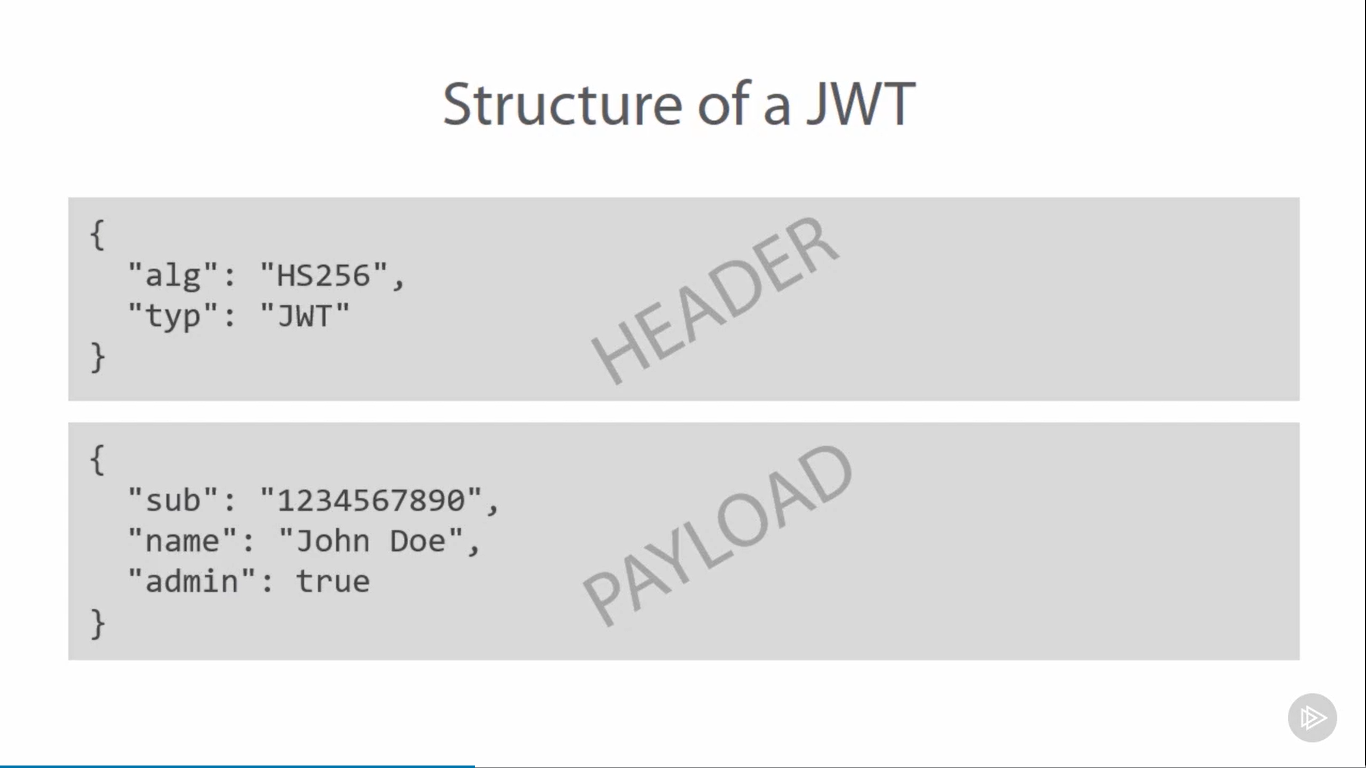 Structure of a JWT
{
"alg": "HS256",
"typ": "JWT"
}
HEADER
{
"sub": "1234567890",
"name": "John Doe",
"admin": true
}
PAYLOAD